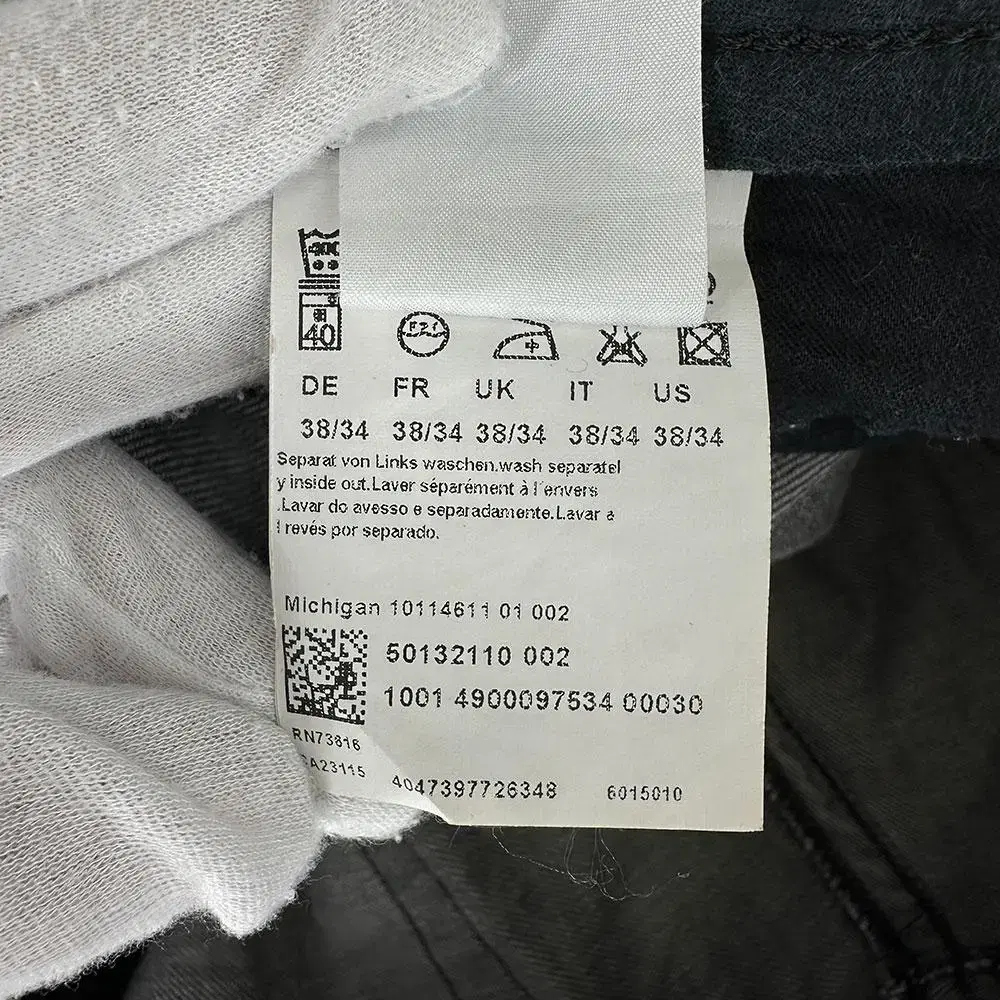 40
DE FR UK IT US
38/34 38/34 38/34 38/34 38/34
Separat von Links waschen.wash separatel
y inside out.Laver séparément à l'envers
.Lavar do avesso e separadamente.Lavar a
l revés por separado.
Michigan 10114611 01 002
50132110 002
1001 4900097534 00030
RN73816
CA23115
4047397726348 6015010